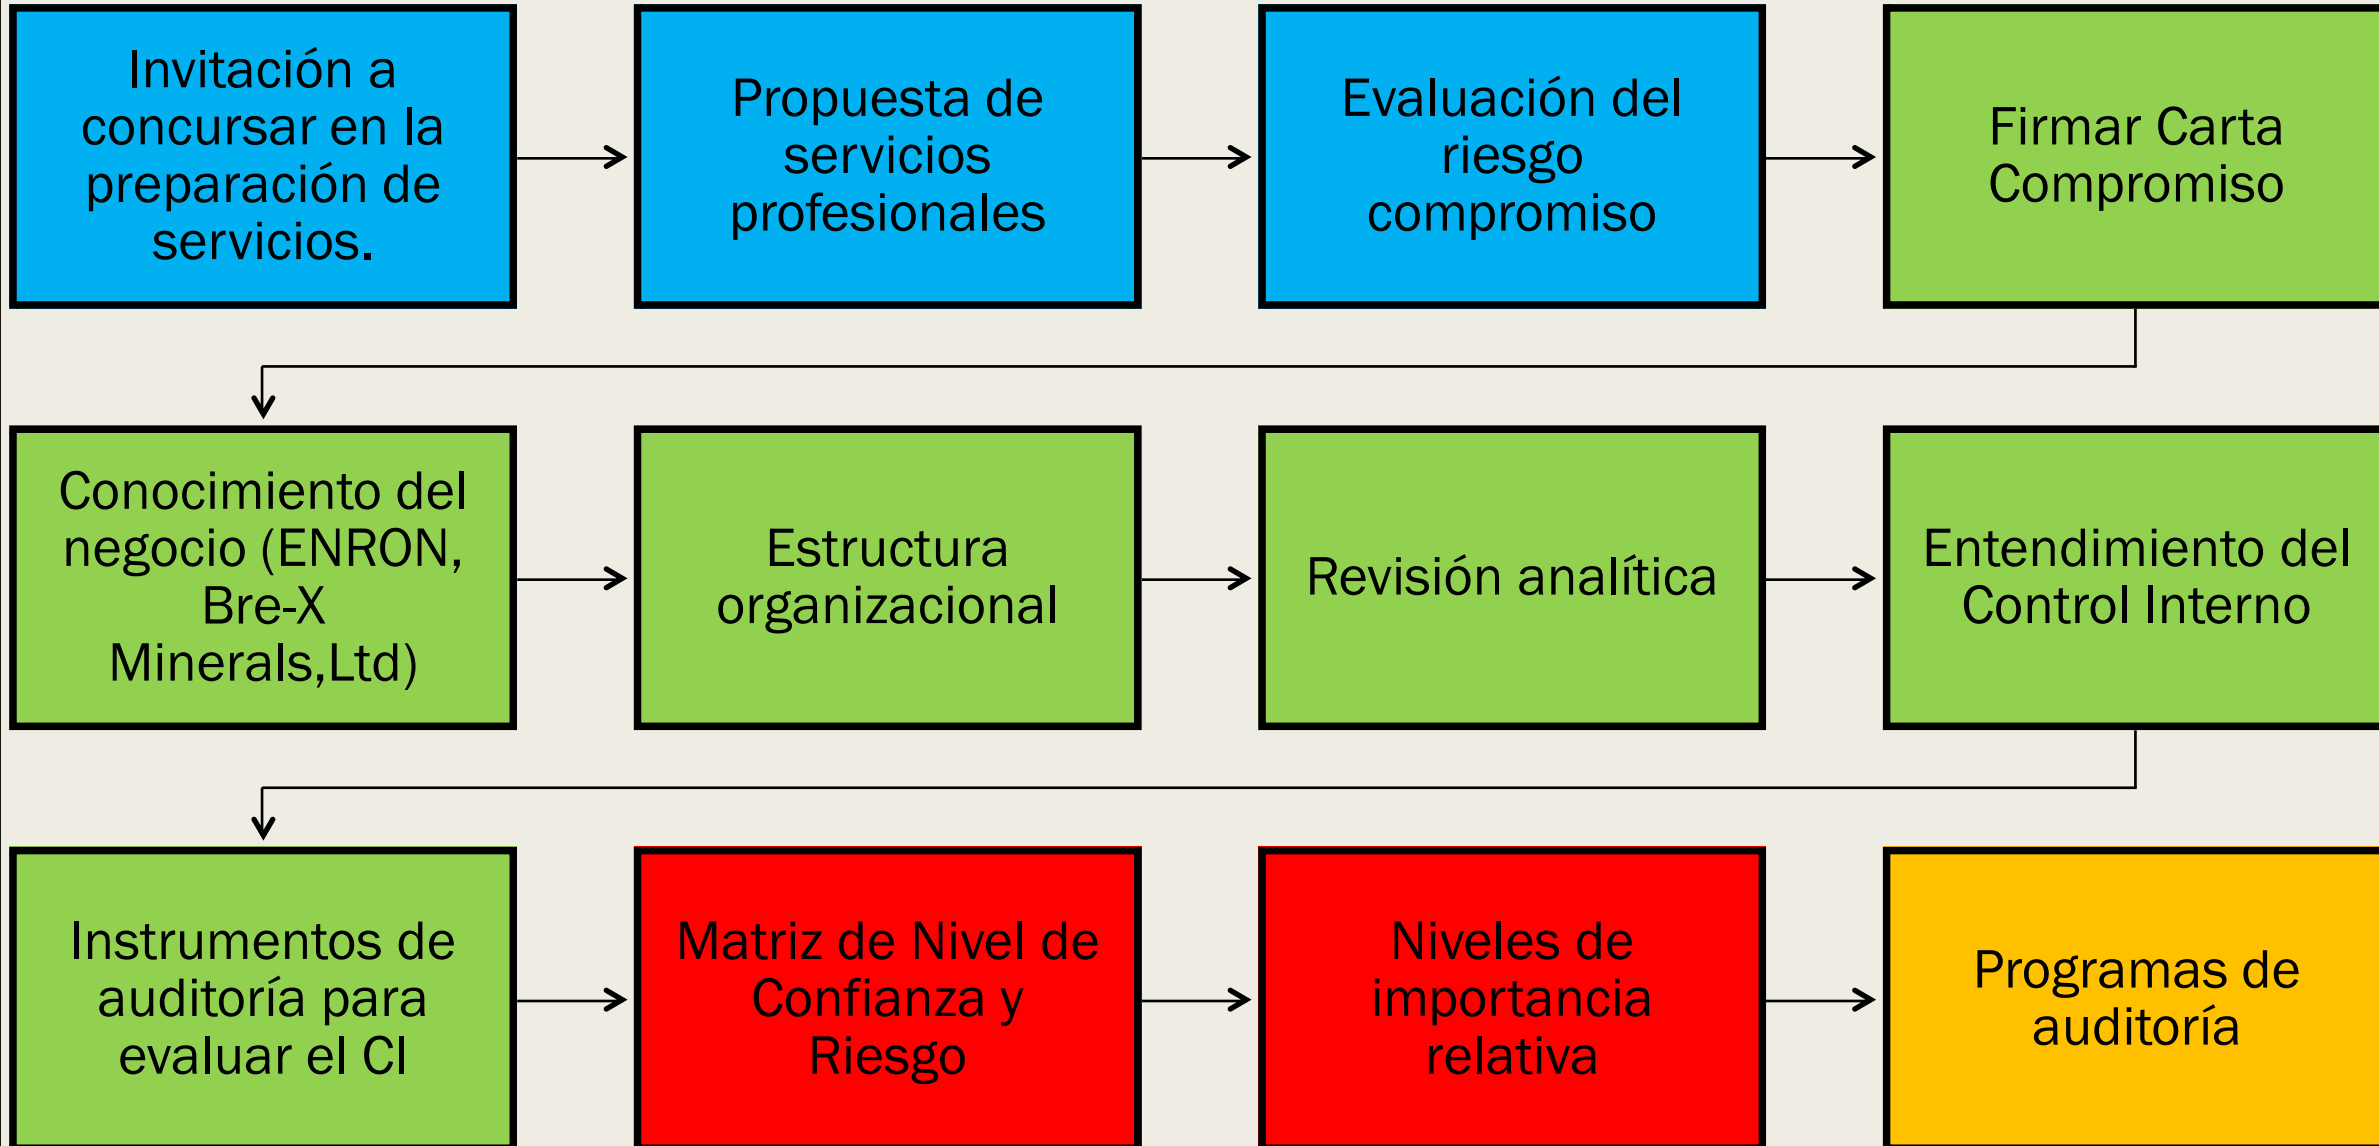 Invitación a
concursar en la
preparación de
servicios.
Propuesta de
servicios
profesionales
Evaluación del
riesgo
compromiso
Firmar Carta
Compromiso
Conocimiento del
negocio (ENRON,
Bre-X
Minerals,Ltd)
Estructura
organizacional
Revisión analítica
Entendimiento del
Control Interno
Instrumentos de
auditoría para
evaluar el CI
Matriz de Nivel de
Confianza y
Riesgo
Niveles de
importancia
relativa
Programas de
auditoría